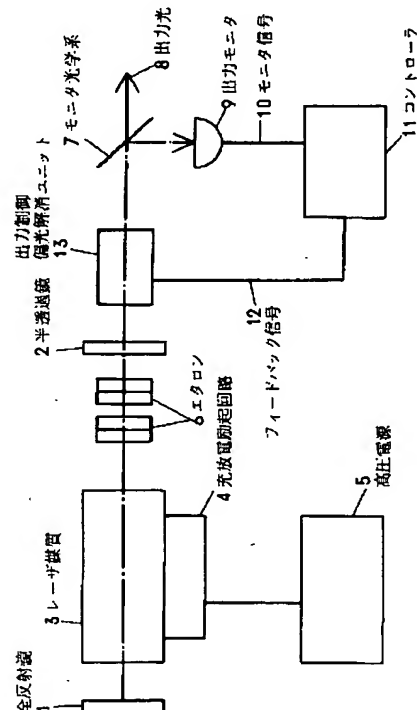 全反射鏡
1
3 レーザ媒質
4 充放電励起回路
5
高圧電源
6 エタロン
2 半透過鏡
出力制御
偏光解消ユニット
13
7 モニタ光学系
8 出力光
9 出力モニタ
10 モニタ信号
11 コントローラ
12
フィードバック信号